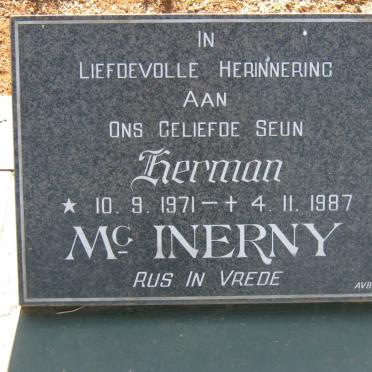 IN
LIEFDEVOLLE HERINNERING
AAN
ONS GELIEFDE SEUN
Herman
★ 10. 9. 1971 – ✝ 4. 11. 1987
Mc INERNY
RUS IN VREDE
AVB